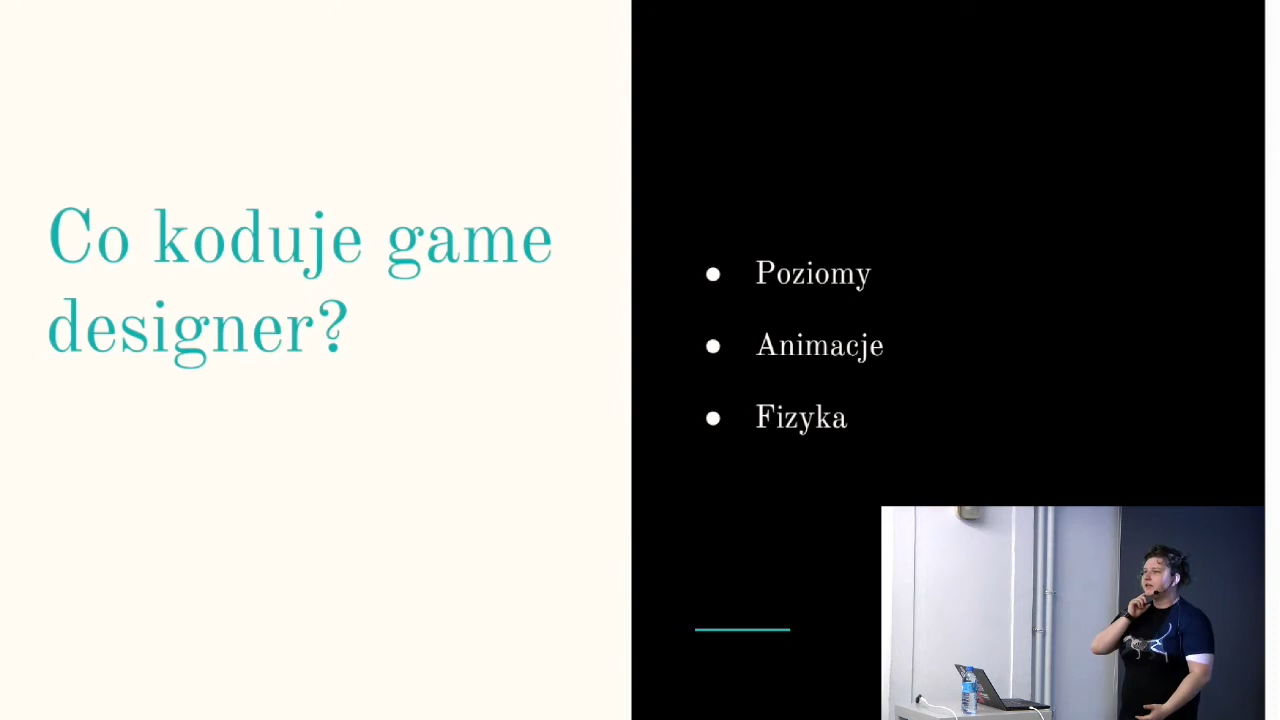 Co koduje game
designer?
● Poziomy
● Animacje
● Fizyka